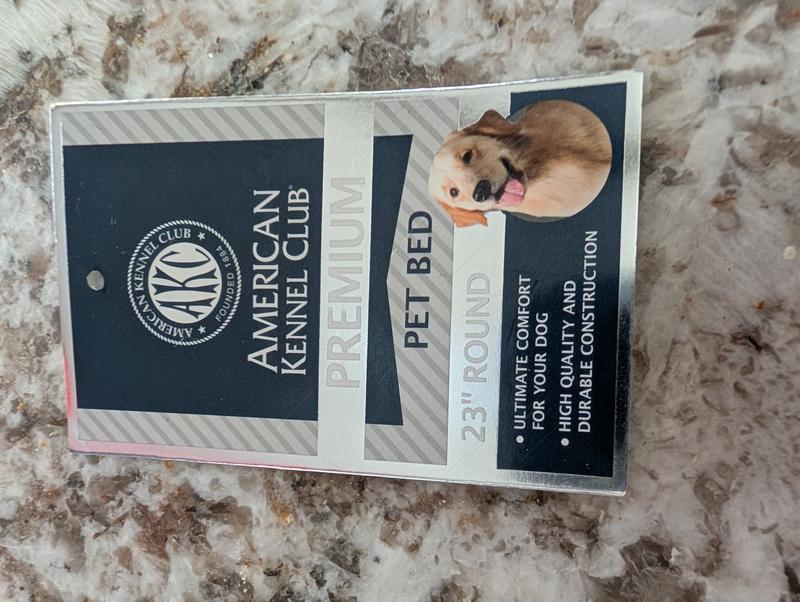 AMERICAN KENNEL CLUB
AKC
FOUNDED 1884
AMERICAN
KENNEL CLUB®
PREMIUM
PET BED
23" ROUND
• ULTIMATE COMFORT
FOR YOUR DOG
• HIGH QUALITY AND
DURABLE CONSTRUCTION